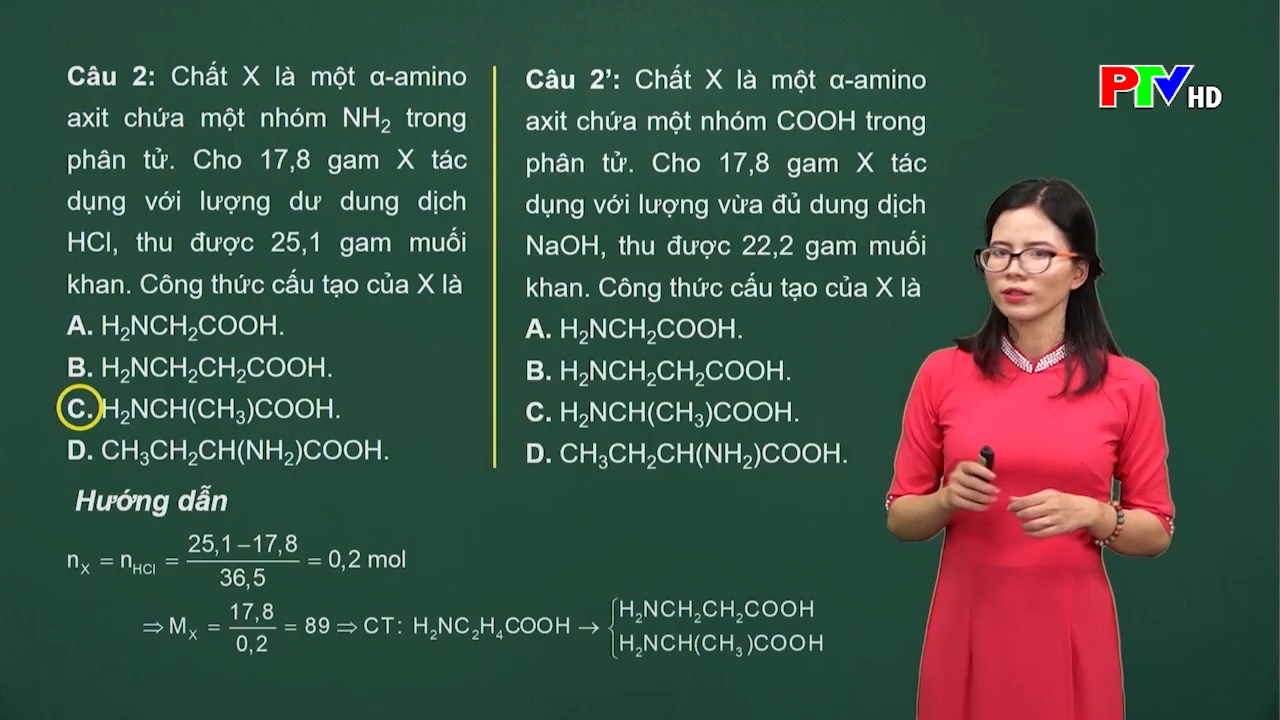 Câu 2: Chất X là một α-amino
axit chứa một nhóm NH₂ trong
phân tử. Cho 17,8 gam X tác
dụng với lượng dư dung dịch
HCl, thu được 25,1 gam muối
khan. Công thức cấu tạo của X là
A. H₂NCH₂COOH.
B. H₂NCH₂CH₂COOH.
C. H₂NCH(CH₃)COOH.
D. CH₃CH₂CH(NH₂)COOH.
Câu 2’: Chất X là một α-amino
axit chứa một nhóm COOH trong
phân tử. Cho 17,8 gam X tác
dụng với lượng vừa đủ dung dịch
NaOH, thu được 22,2 gam muối
khan. Công thức cấu tạo của X là
A. H₂NCH₂COOH.
B. H₂NCH₂CH₂COOH.
C. H₂NCH(CH₃)COOH.
D. CH₃CH₂CH(NH₂)COOH.
PTV HD
Hướng dẫn
n_X = n_HCl = (25,1 – 17,8)/36,5 = 0,2 mol
⇒ M_X = 17,8/0,2 = 89 ⇒ CT: H₂NC₂H₄COOH → { H₂NCH₂CH₂COOH
H₂NCH(CH₃)COOH